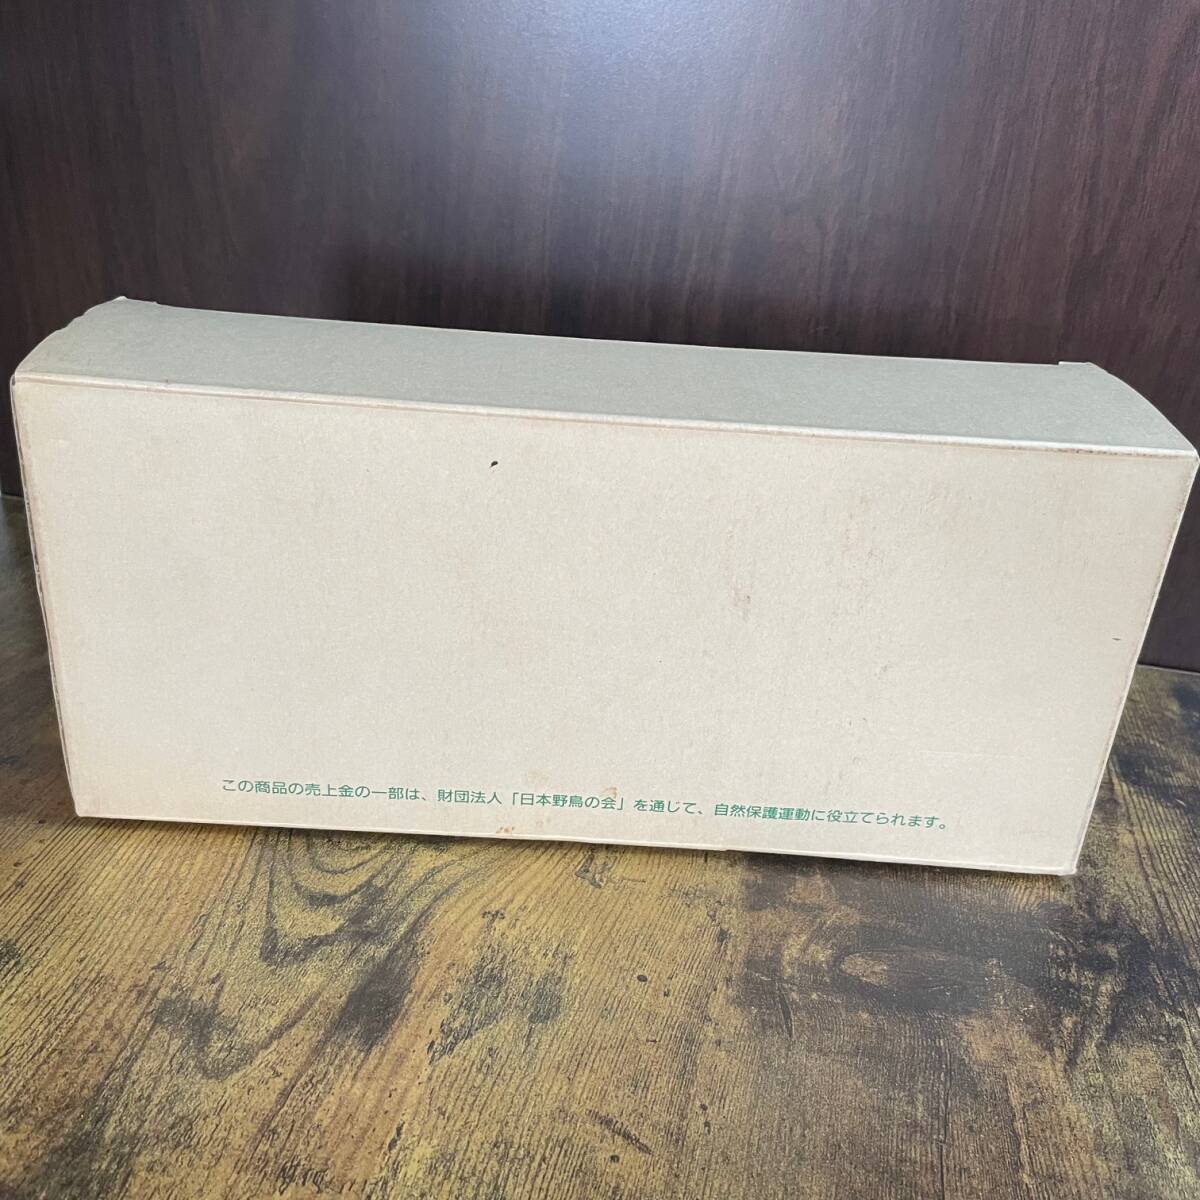 この商品の売上金の一部は、財団法人「日本野鳥の会」を通じて、自然保護運動に役立てられます。